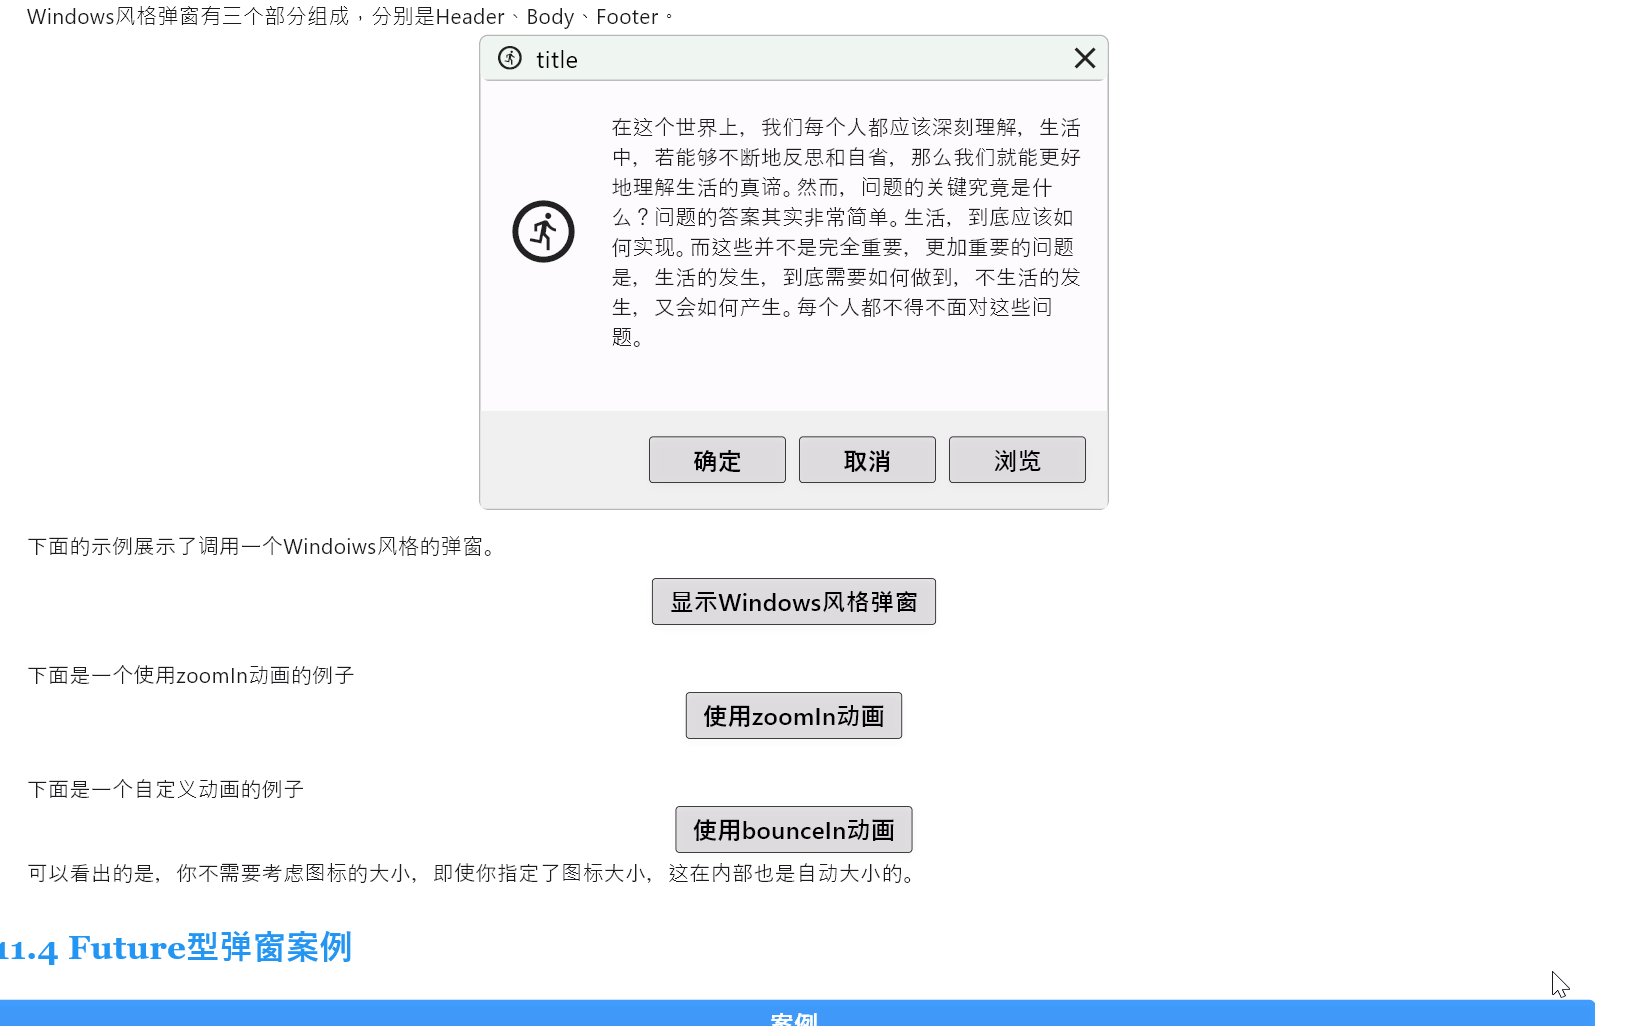 Windows风格弹窗有三个部分组成，分别是Header、Body、Footer。
title
在这个世界上，我们每个人都应该深刻理解，生活
中，若能够不断地反思和自省，那么我们就能更好
地理解生活的真谛。然而，问题的关键究竟是什
么？问题的答案其实非常简单。生活，到底应该如
何实现。而这些并不是完全重要，更加重要的问题
是，生活的发生，到底需要如何做到，不生活的发
生，又会如何产生。每个人都不得不面对这些问
题。
确定 取消 浏览
下面的示例展示了调用一个Windoiws风格的弹窗。
显示Windows风格弹窗
下面是一个使用zoomIn动画的例子
使用zoomIn动画
下面是一个自定义动画的例子
使用bounceIn动画
可以看出的是，你不需要考虑图标的大小，即使你指定了图标大小，这在内部也是自动大小的。
11.4 Future型弹窗案例
案例